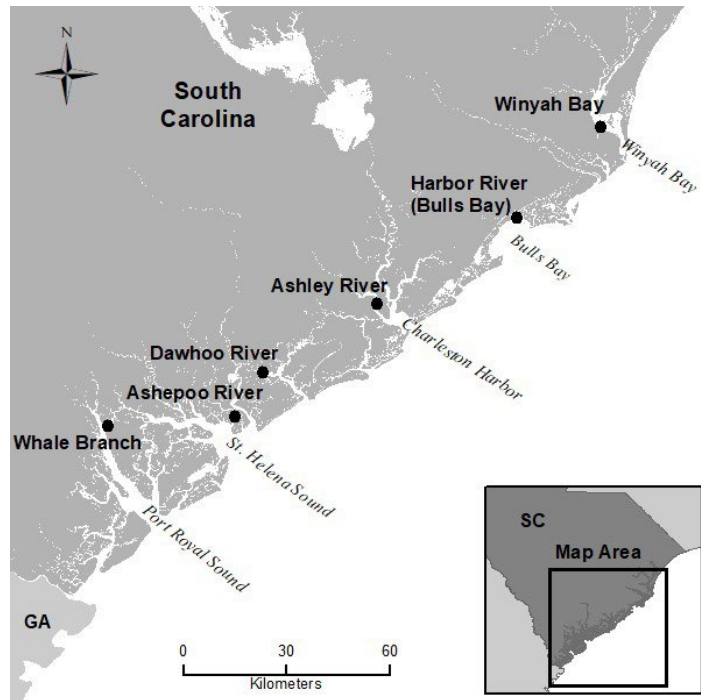 N
South
Carolina
Winyah Bay
Winyah Bay
Harbor River
(Bulls Bay)
Bulls Bay
Ashley River
Charleston Harbor
Dawhoo River
Ashepoo River
Whale Branch
St. Helena Sound
Port Royal Sound
GA
SC
Map Area
0 30 60
Kilometers